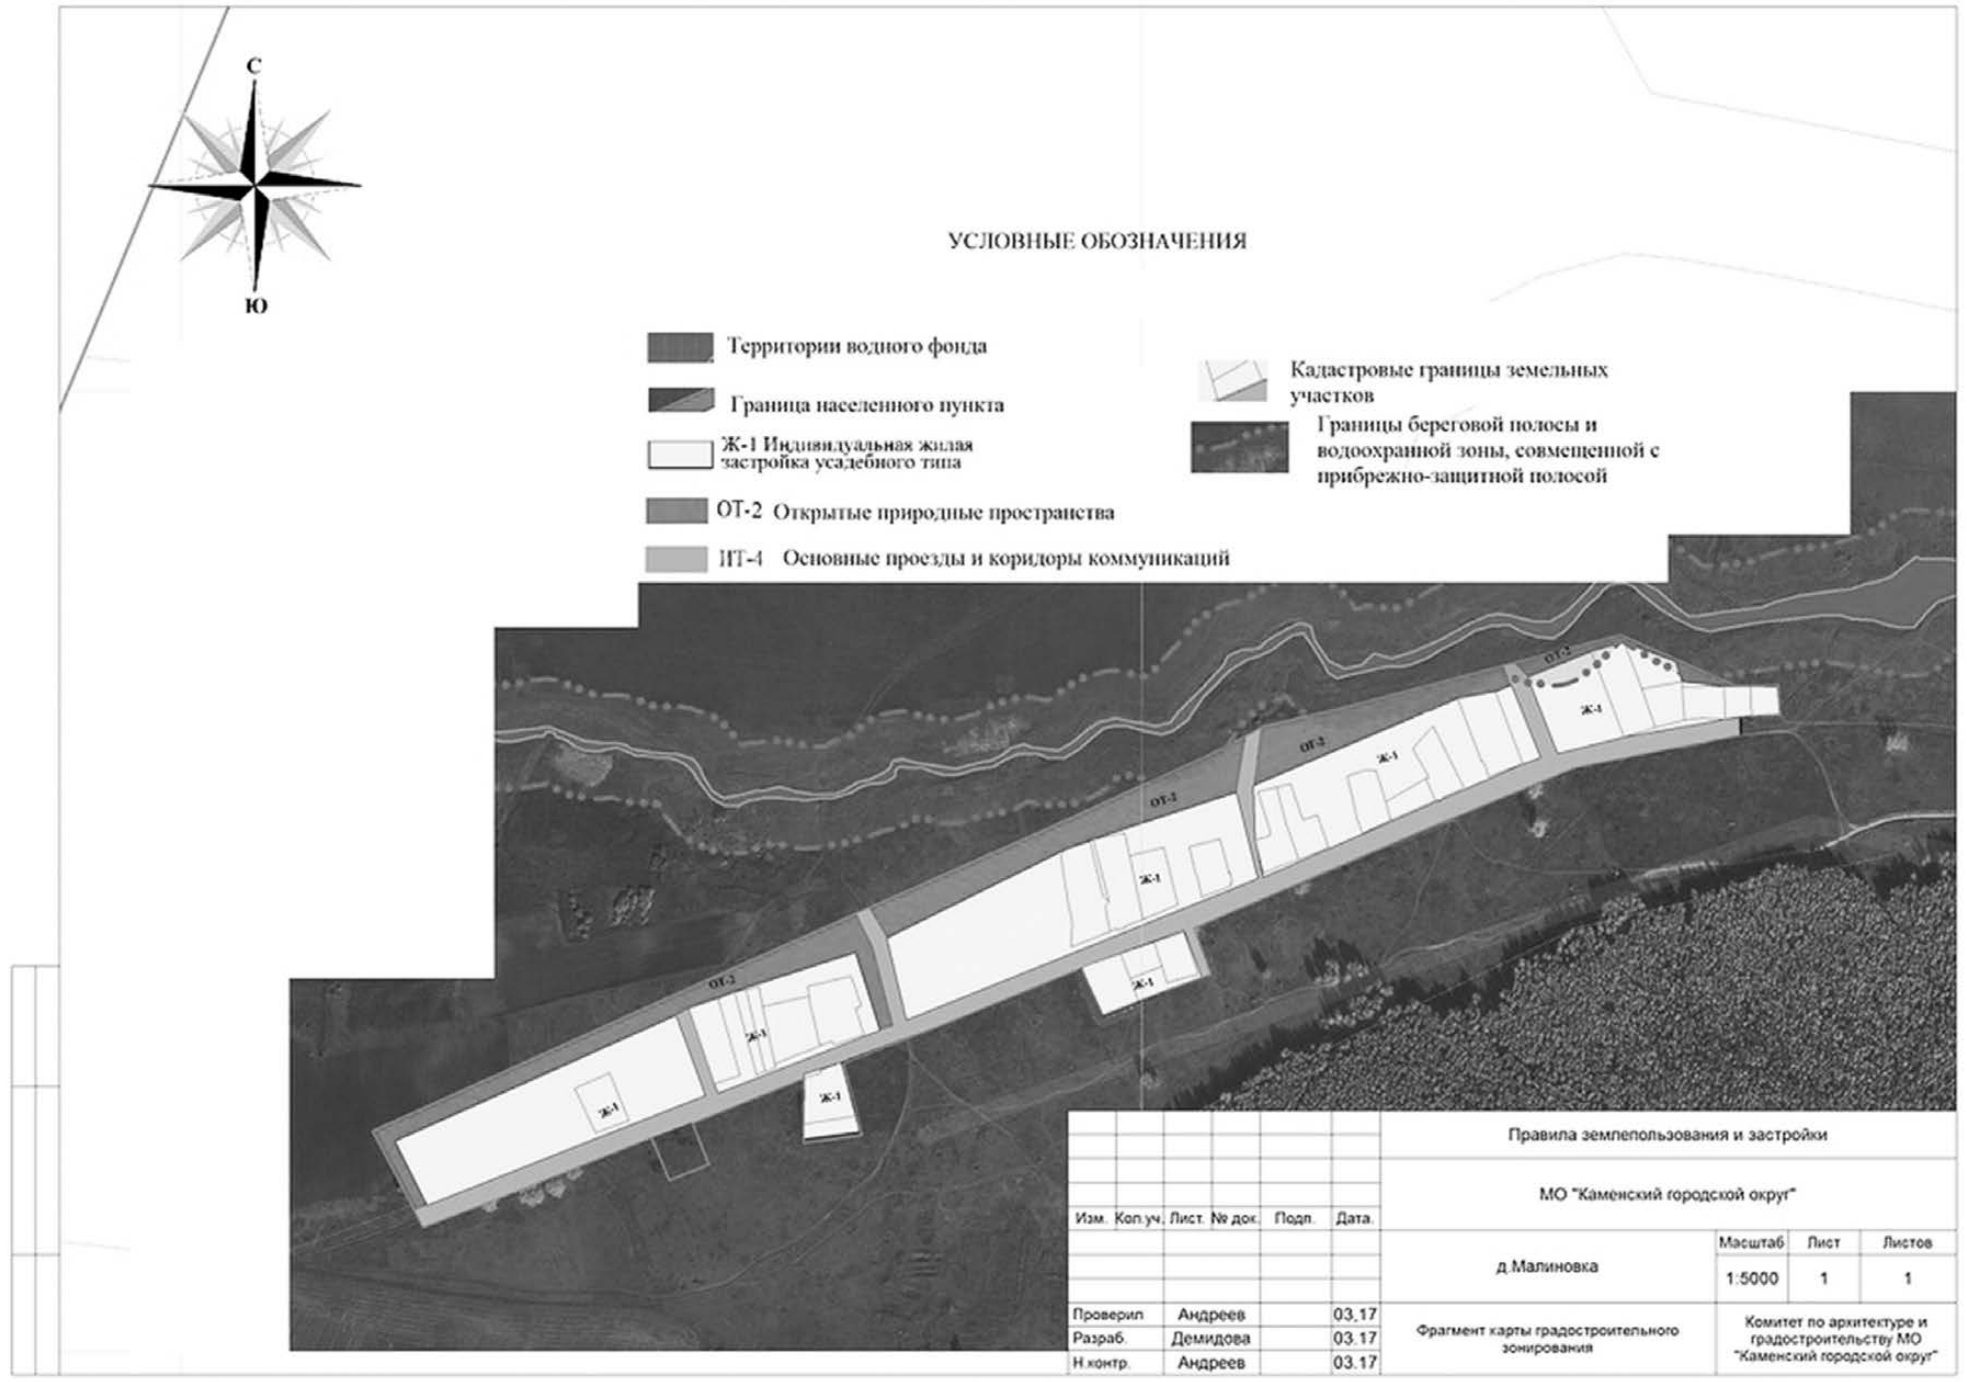 С
Ю
УСЛОВНЫЕ ОБОЗНАЧЕНИЯ
Территории водного фонда
Граница населенного пункта
Ж-1 Индивидуальная жилая
застройка усадебного типа
ОТ-2 Открытые природные пространства
ИТ-4 Основные проезды и коридоры коммуникаций
Кадастровые границы земельных
участков
Границы береговой полосы и
водоохранной зоны, совмещенной с
прибрежно-защитной полосой
ОТ-2
Ж-1
ОТ-2
Ж-1
ОТ-2
Ж-1
Ж-1
ОТ-2
Ж-1
Ж-1
Ж-1
Правила землепользования и застройки
МО "Каменский городской округ"
Изм. Кол.уч. Лист. № док. Подп. Дата.
д.Малиновка
Масштаб Лист Листов
1:5000 1 1
Проверил Андреев 03.17
Разраб. Демидова 03.17
Н.контр. Андреев 03.17
Фрагмент карты градостроительного
зонирования
Комитет по архитектуре и
градостроительству МО
"Каменский городской округ"